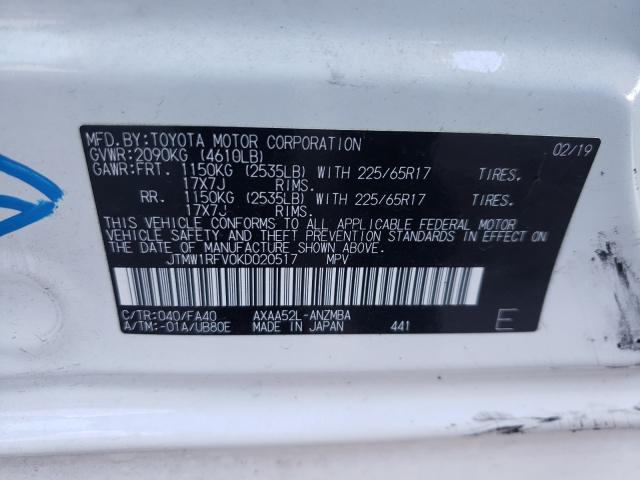 MFD.BY:TOYOTA MOTOR CORPORATION 02/19
GVWR:2090KG (4610LB)
GAWR:FRT. 1150KG (2535LB) WITH 225/65R17 TIRES.
17X7J RIMS.
RR. 1150KG (2535LB) WITH 225/65R17 TIRES.
17X7J RIMS.
THIS VEHICLE CONFORMS TO ALL APPLICABLE FEDERAL MOTOR
VEHICLE SAFETY AND THEFT PREVENTION STANDARDS IN EFFECT ON
THE DATE OF MANUFACTURE SHOWN ABOVE.
JTMW1RFV0KD020517 MPV
C/TR:040/FA40 AXAA52L-ANZMBA
A/TM:-01A/UB80E MADE IN JAPAN 441 E